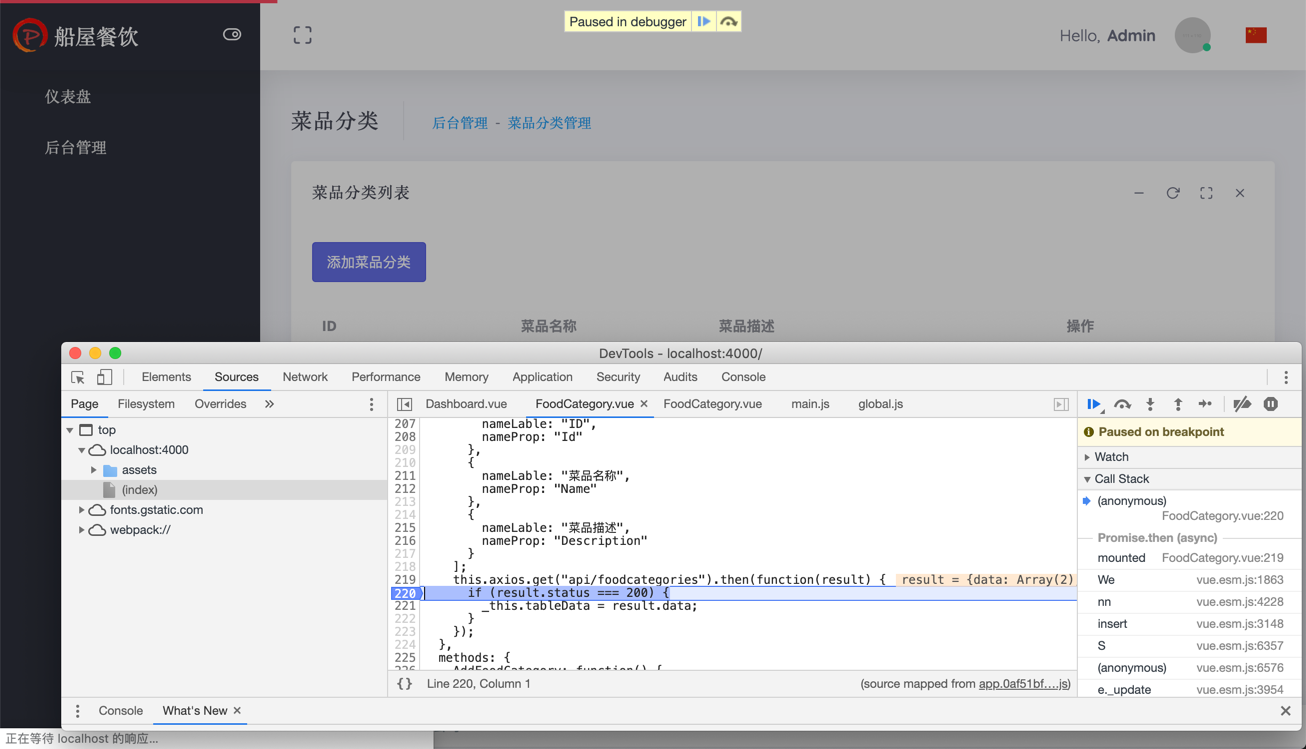 Paused in debugger
船屋餐饮
Hello, Admin
仪表盘
后台管理
菜品分类
后台管理 - 菜品分类管理
菜品分类列表
添加菜品分类
ID 菜品名称 菜品描述 操作
DevTools - localhost:4000/
Elements Sources Network Performance Memory Application Security Audits Console
Page Filesystem Overrides »
Dashboard.vue FoodCategory.vue × FoodCategory.vue main.js global.js
top
localhost:4000
assets
(index)
fonts.gstatic.com
webpack://
207 nameLable: "ID",
208 nameProp: "Id"
209 },
210 {
211 nameLable: "菜品名称",
212 nameProp: "Name"
213 },
214 {
215 nameLable: "菜品描述",
216 nameProp: "Description"
217 }
218 ];
219 this.axios.get("api/foodcategories").then(function(result) { result = {data: Array(2)
220 if (result.status === 200) {
221 _this.tableData = result.data;
222 }
223 });
224 },
225 methods: {
226 AddFoodCategory: function() {
{} Line 220, Column 1
(source mapped from app.0af51bf….js)
Paused on breakpoint
Watch
Call Stack
(anonymous)
FoodCategory.vue:220
Promise.then (async)
mounted FoodCategory.vue:219
We vue.esm.js:1863
nn vue.esm.js:4228
insert vue.esm.js:3148
S vue.esm.js:6357
(anonymous) vue.esm.js:6576
e._update vue.esm.js:3954
Console What's New ×
正在等待 localhost 的响应...